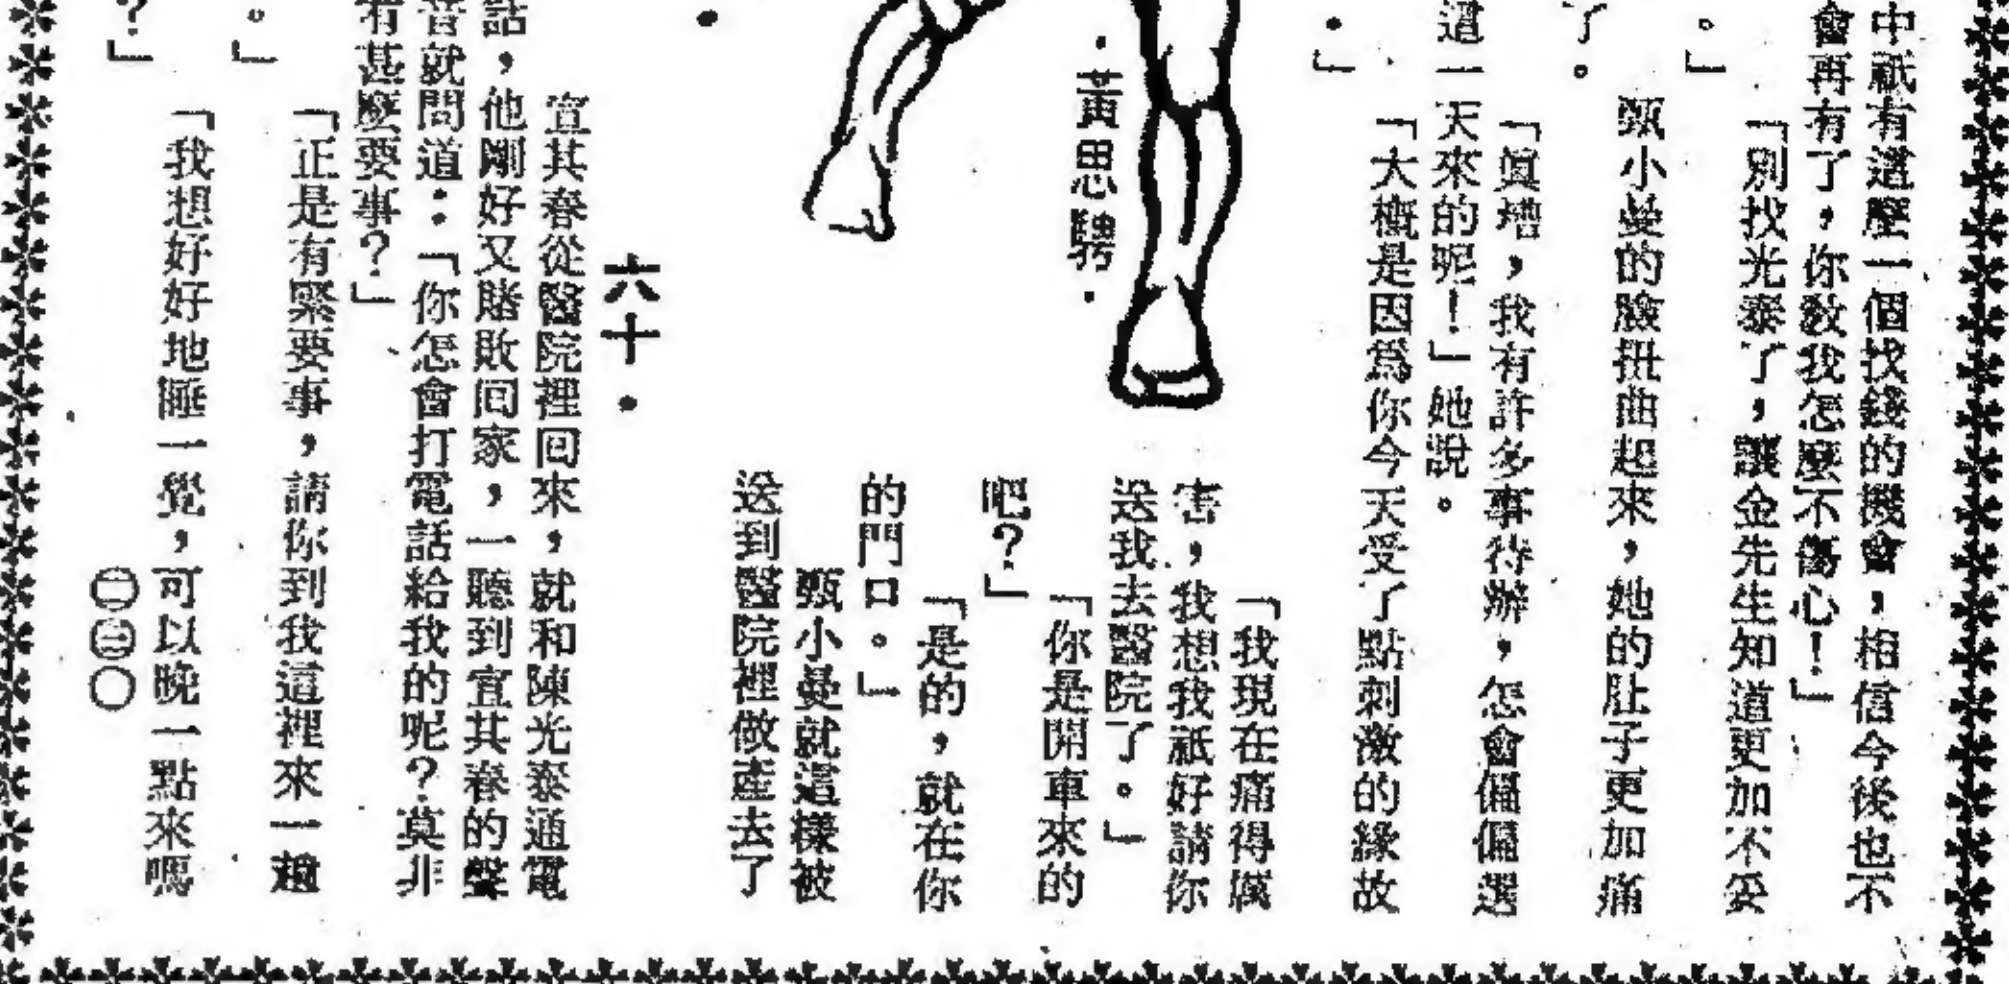 中祇有這麼一個找錢的機會，相信今後也不
會再有了，你教我怎麼不傷心！」
「別找光泰了，讓金先生知道更加不妥
。」
甄小曼的臉扭曲起來，她的肚子更加痛
了。
「眞糟，我有許多事待辦，怎會偏偏選
這一天來的呢！」她說。
「大概是因爲你今天受了點刺激的緣故
。」
「我現在痛得厲
害，我想我祇好請你
送我去醫院了。」
「你是開車來的
吧？」
「是的，就在你
的門口。」
甄小曼就這樣被
送到醫院裡做產去了
·黃思騁·
六十·
宣其春從醫院裡回來，就和陳光泰通電
話，他剛好又賭敗回家，一聽到宣其春的聲
音就問道：「你怎會打電話給我的呢？莫非
有甚麼要事？」
「正是有緊要事，請你到我這裡來一趟
。」
「我想好好地睡一覺，可以晚一點來嗎
？」